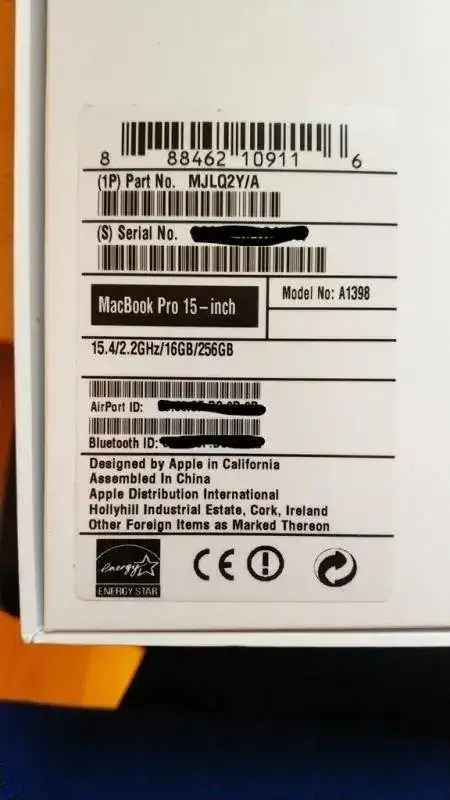 8 88462 10911 6
(1P) Part No. MJLQ2Y/A
(S) Serial No.
MacBook Pro 15-inch
Model No: A1398
15.4/2.2GHz/16GB/256GB
AirPort ID:
Bluetooth ID:
Designed by Apple in California
Assembled In China
Apple Distribution International
Hollyhill Industrial Estate, Cork, Ireland
Other Foreign Items as Marked Thereon
energy
ENERGY STAR
CE